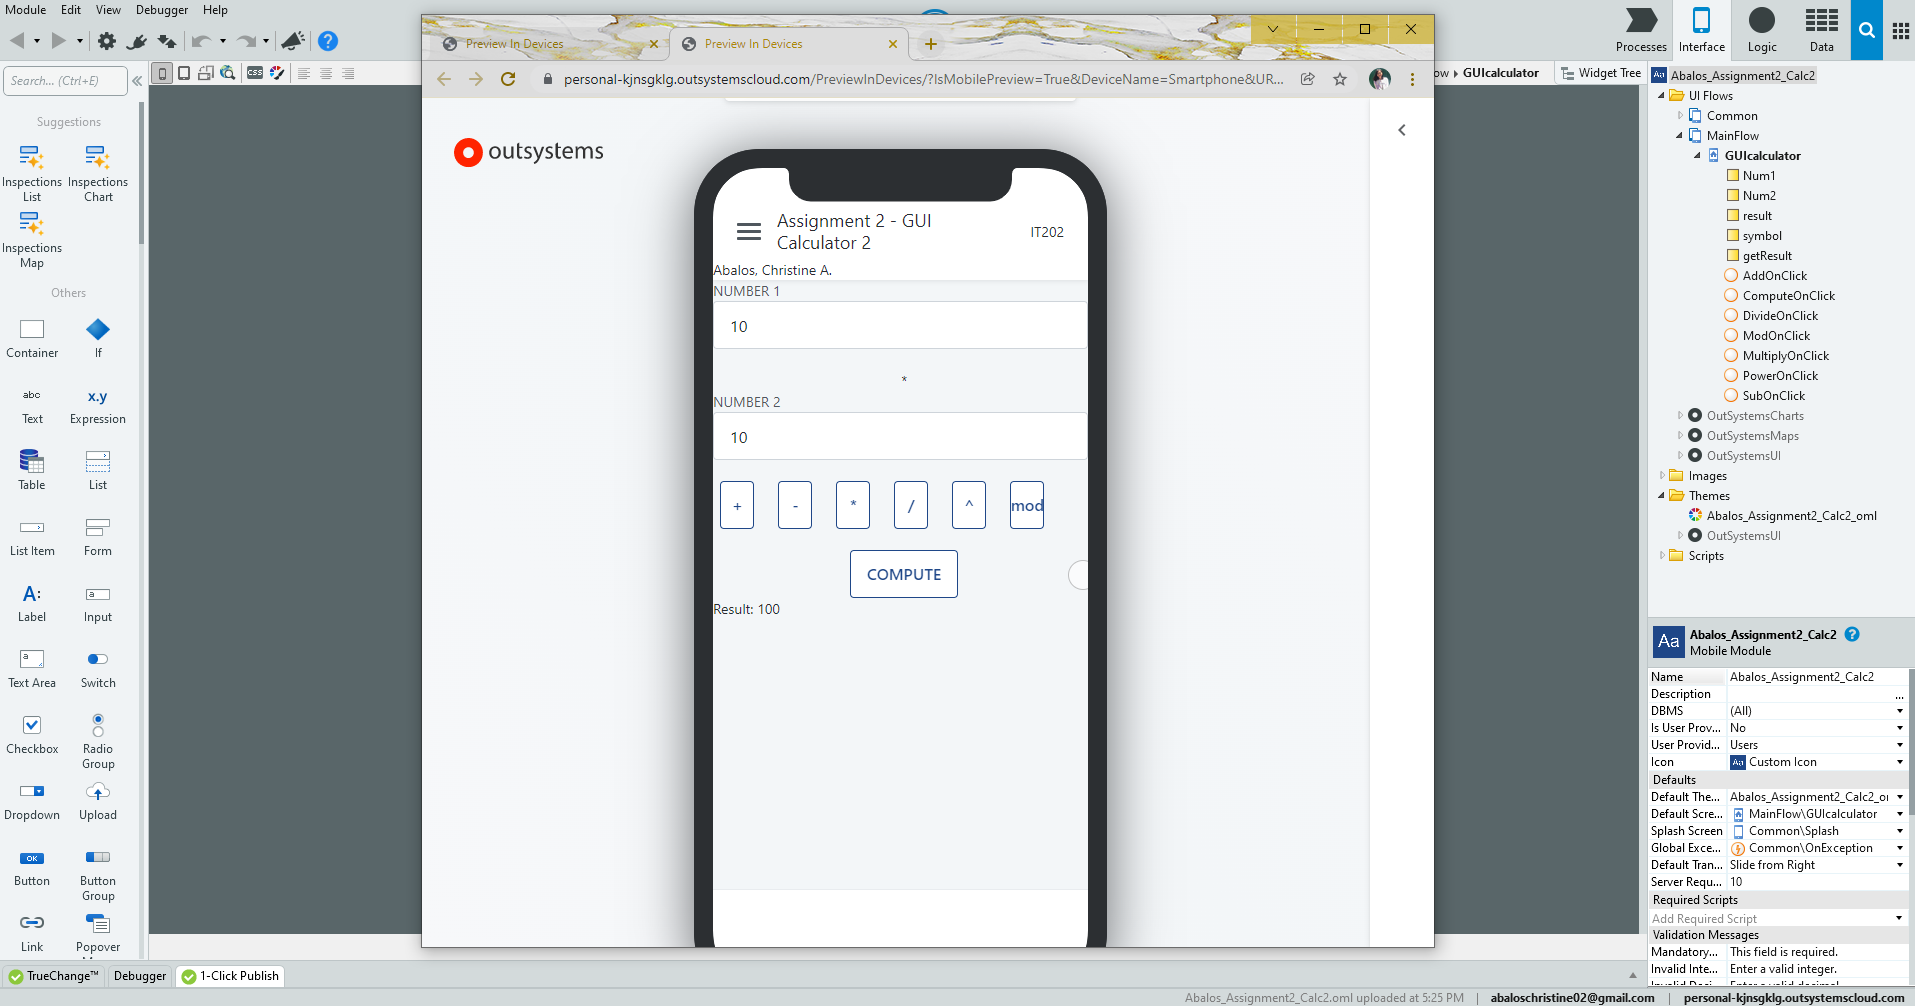 Module Edit View Debugger Help
Processes Interface Logic Data
Search... (Ctrl+E)
css
GUIcalculator Widget Tree
Suggestions
Inspections List
Inspections Chart
Inspections Map
Others
Container
If
abc
Text
x.y
Expression
Table
List
List Item
Form
A:
Label
a
Input
a
Text Area
Switch
Checkbox
Radio Group
Dropdown
Upload
OK
Button
Button Group
Link
Popover
Preview In Devices
Preview In Devices
personal-kjnsgklg.outsystemscloud.com/PreviewInDevices/?IsMobilePreview=True&DeviceName=Smartphone&UR...
outsystems
Assignment 2 - GUI
Calculator 2
IT202
Abalos, Christine A.
NUMBER 1
10
*
NUMBER 2
10
+ - * / ^ mod
COMPUTE
Result: 100
Aa Abalos_Assignment2_Calc2
UI Flows
Common
MainFlow
GUIcalculator
Num1
Num2
result
symbol
getResult
AddOnClick
ComputeOnClick
DivideOnClick
ModOnClick
MultiplyOnClick
PowerOnClick
SubOnClick
OutSystemsCharts
OutSystemsMaps
OutSystemsUI
Images
Themes
Abalos_Assignment2_Calc2_oml
OutSystemsUI
Scripts
Aa Abalos_Assignment2_Calc2 ?
Mobile Module
Name Abalos_Assignment2_Calc2
Description ...
DBMS (All)
Is User Prov... No
User Provid... Users
Icon Aa Custom Icon
Defaults
Default The... Abalos_Assignment2_Calc2_
Default Scre... MainFlow\GUIcalculator
Splash Screen Common\Splash
Global Exce... Common\OnException
Default Tran... Slide from Right
Server Requ... 10
Required Scripts
Add Required Script
Validation Messages
Mandatory... This field is required.
Invalid Inte... Enter a valid integer.
TrueChange™ Debugger 1-Click Publish
Abalos_Assignment2_Calc2.oml uploaded at 5:25 PM | abaloschristine02@gmail.com | personal-kjnsgklg.outsystemscloud.com